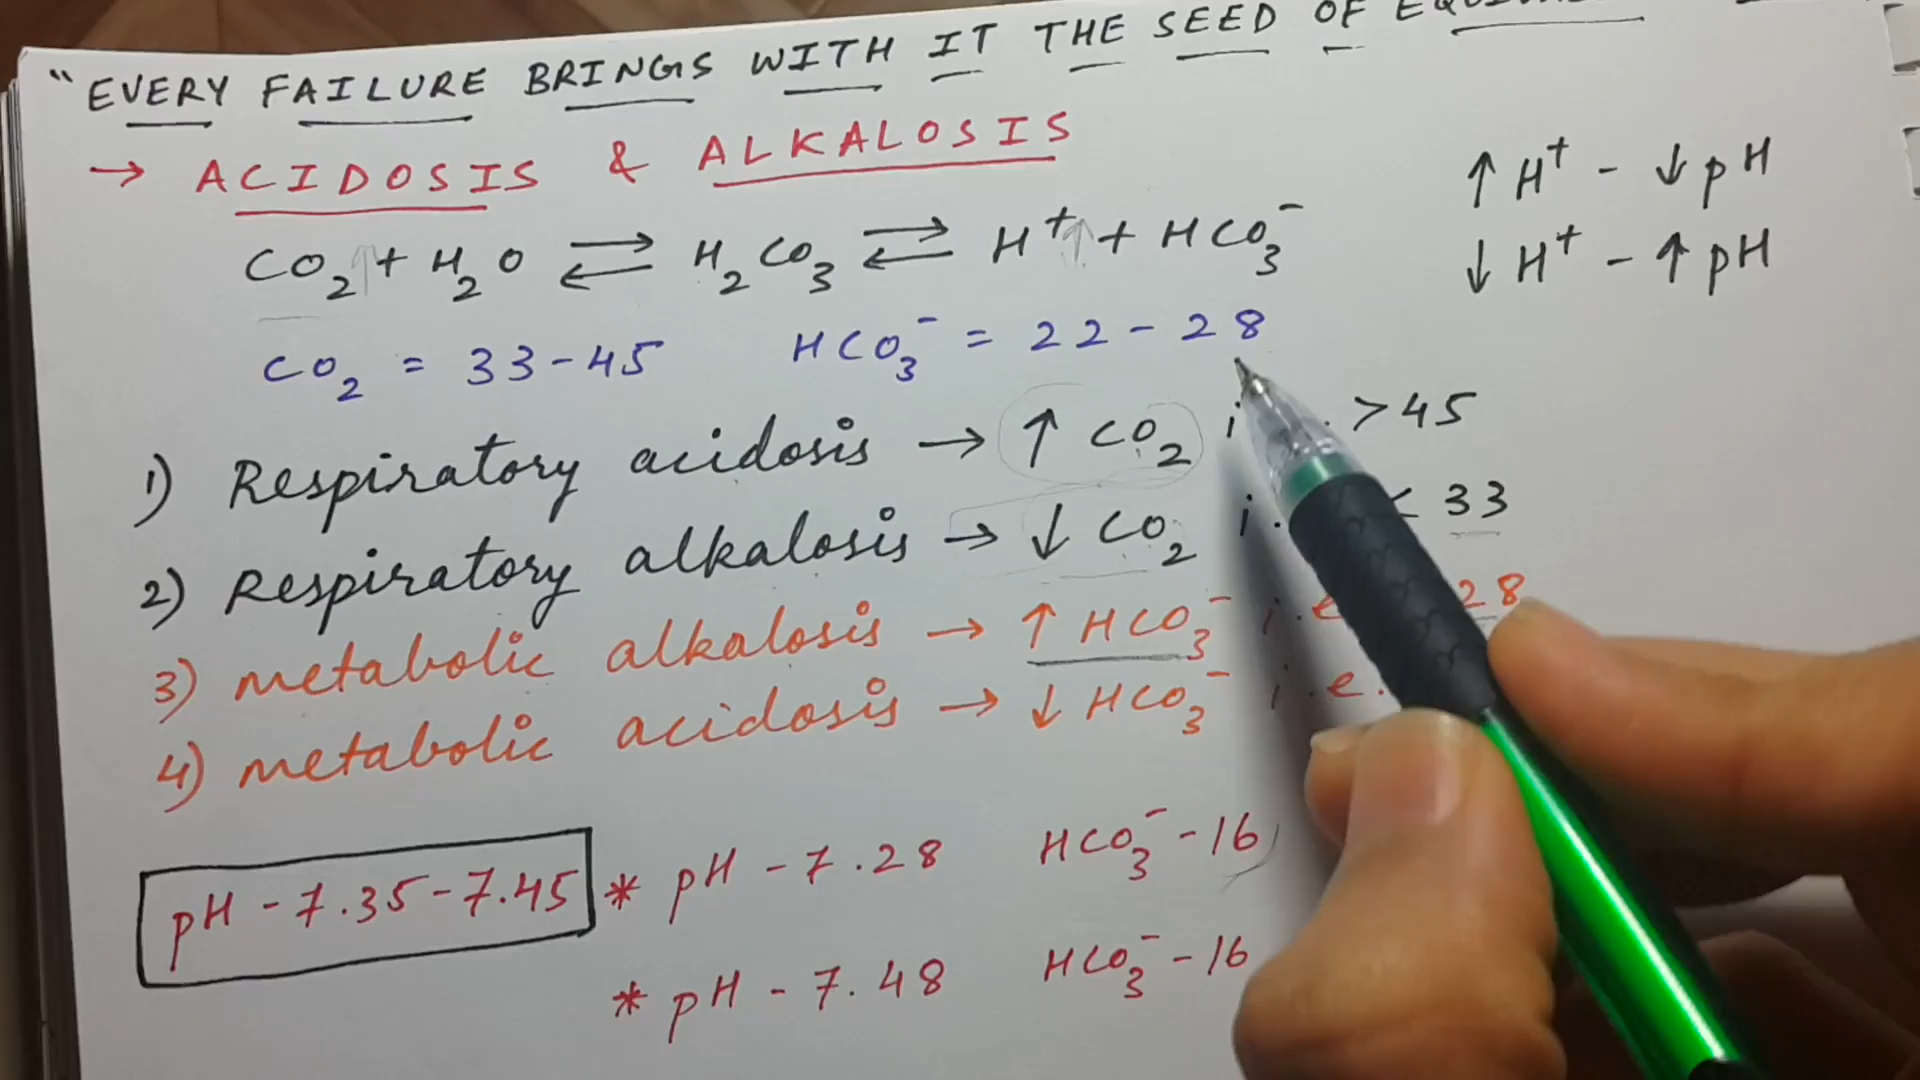 "EVERY FAILURE BRINGS WITH IT THE SEED OF
→ ACIDOSIS & ALKALOSIS
CO₂↑ + H₂O ⇌ H₂CO₃ ⇌ H⁺↑ + HCO₃⁻
↑ H⁺ - ↓ pH
↓ H⁺ - ↑ pH
CO₂ = 33-45 HCO₃⁻ = 22-28
1) Respiratory acidosis → ↑ CO₂ >45
2) Respiratory alkalosis → ↓ CO₂ < 33
3) metabolic alkalosis → ↑ HCO₃⁻ i.e 28
4) metabolic acidosis → ↓ HCO₃⁻ i.e.
pH - 7.35-7.45 * pH - 7.28 HCO₃⁻ - 16
* pH - 7.48 HCO₃⁻ - 16